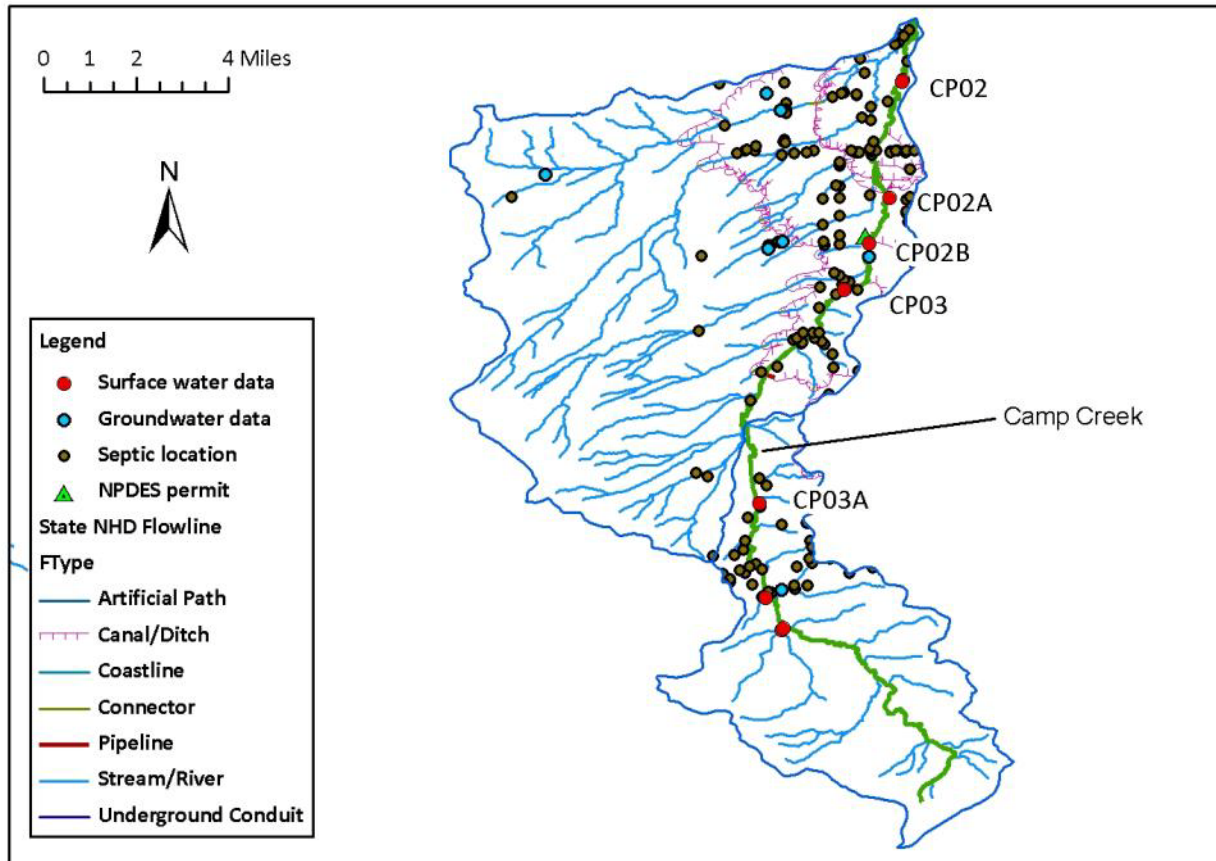 0 1 2 4 Miles
N
CP02
CP02A
CP02B
CP03
Camp Creek
CP03A
Legend
Surface water data
Groundwater data
Septic location
NPDES permit
State NHD Flowline
FType
Artificial Path
Canal/Ditch
Coastline
Connector
Pipeline
Stream/River
Underground Conduit